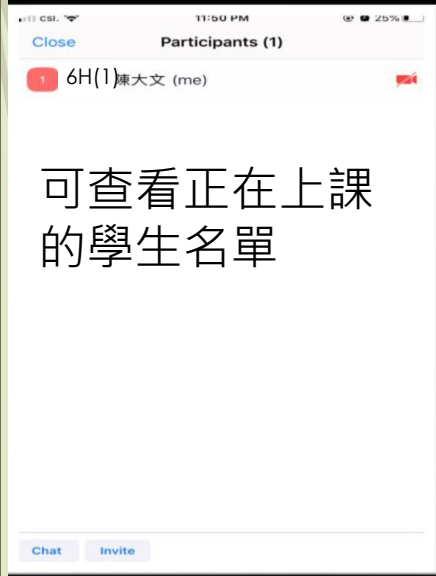 csl. 11:50 PM 25%
Close Participants (1)
1 6H(1)陳大文 (me)
可查看正在上課
的學生名單
Chat Invite